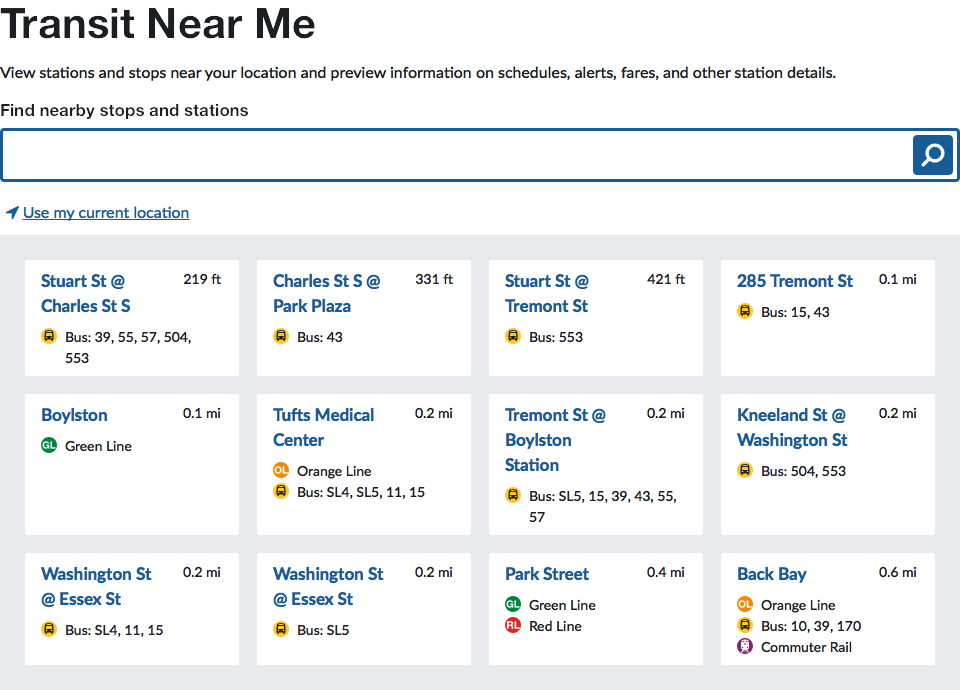 Transit Near Me
View stations and stops near your location and preview information on schedules, alerts, fares, and other station details.
Find nearby stops and stations
Use my current location
Stuart St @ 219 ft
Charles St S
Bus: 39, 55, 57, 504,
553
Charles St S @ 331 ft
Park Plaza
Bus: 43
Stuart St @ 421 ft
Tremont St
Bus: 553
285 Tremont St 0.1 mi
Bus: 15, 43
Boylston 0.1 mi
GL Green Line
Tufts Medical 0.2 mi
Center
OL Orange Line
Bus: SL4, SL5, 11, 15
Tremont St @ 0.2 mi
Boylston
Station
Bus: SL5, 15, 39, 43, 55,
57
Kneeland St @ 0.2 mi
Washington St
Bus: 504, 553
Washington St 0.2 mi
@ Essex St
Bus: SL4, 11, 15
Washington St 0.2 mi
@ Essex St
Bus: SL5
Park Street 0.4 mi
GL Green Line
RL Red Line
Back Bay 0.6 mi
OL Orange Line
Bus: 10, 39, 170
Commuter Rail